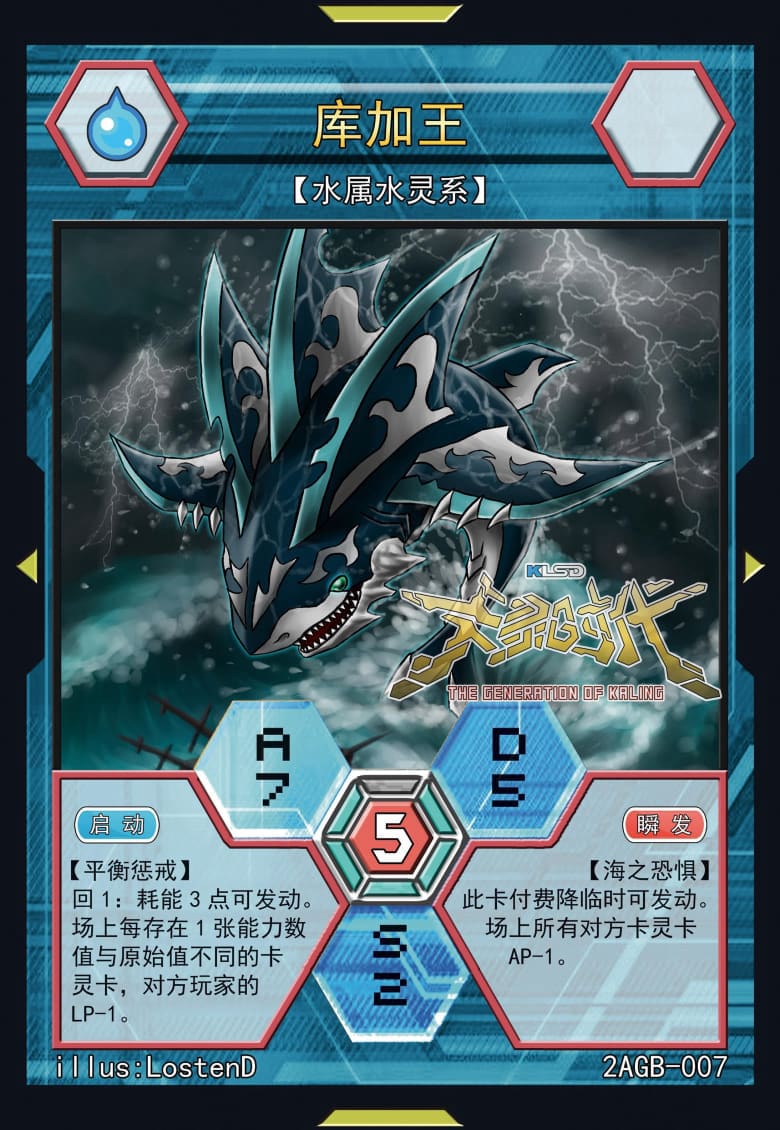 库加王
【水属水灵系】
KLSD
卡灵时代
THE GENERATION OF KALING
A
7
D
5
5
S
2
启动
【平衡惩戒】
回1：耗能3点可发动。
场上每存在1张能力数
值与原始值不同的卡
灵卡，对方玩家的
LP-1。
瞬发
【海之恐惧】
此卡付费降临时可发动。
场上所有对方卡灵卡
AP-1。
illus:LostenD
2AGB-007